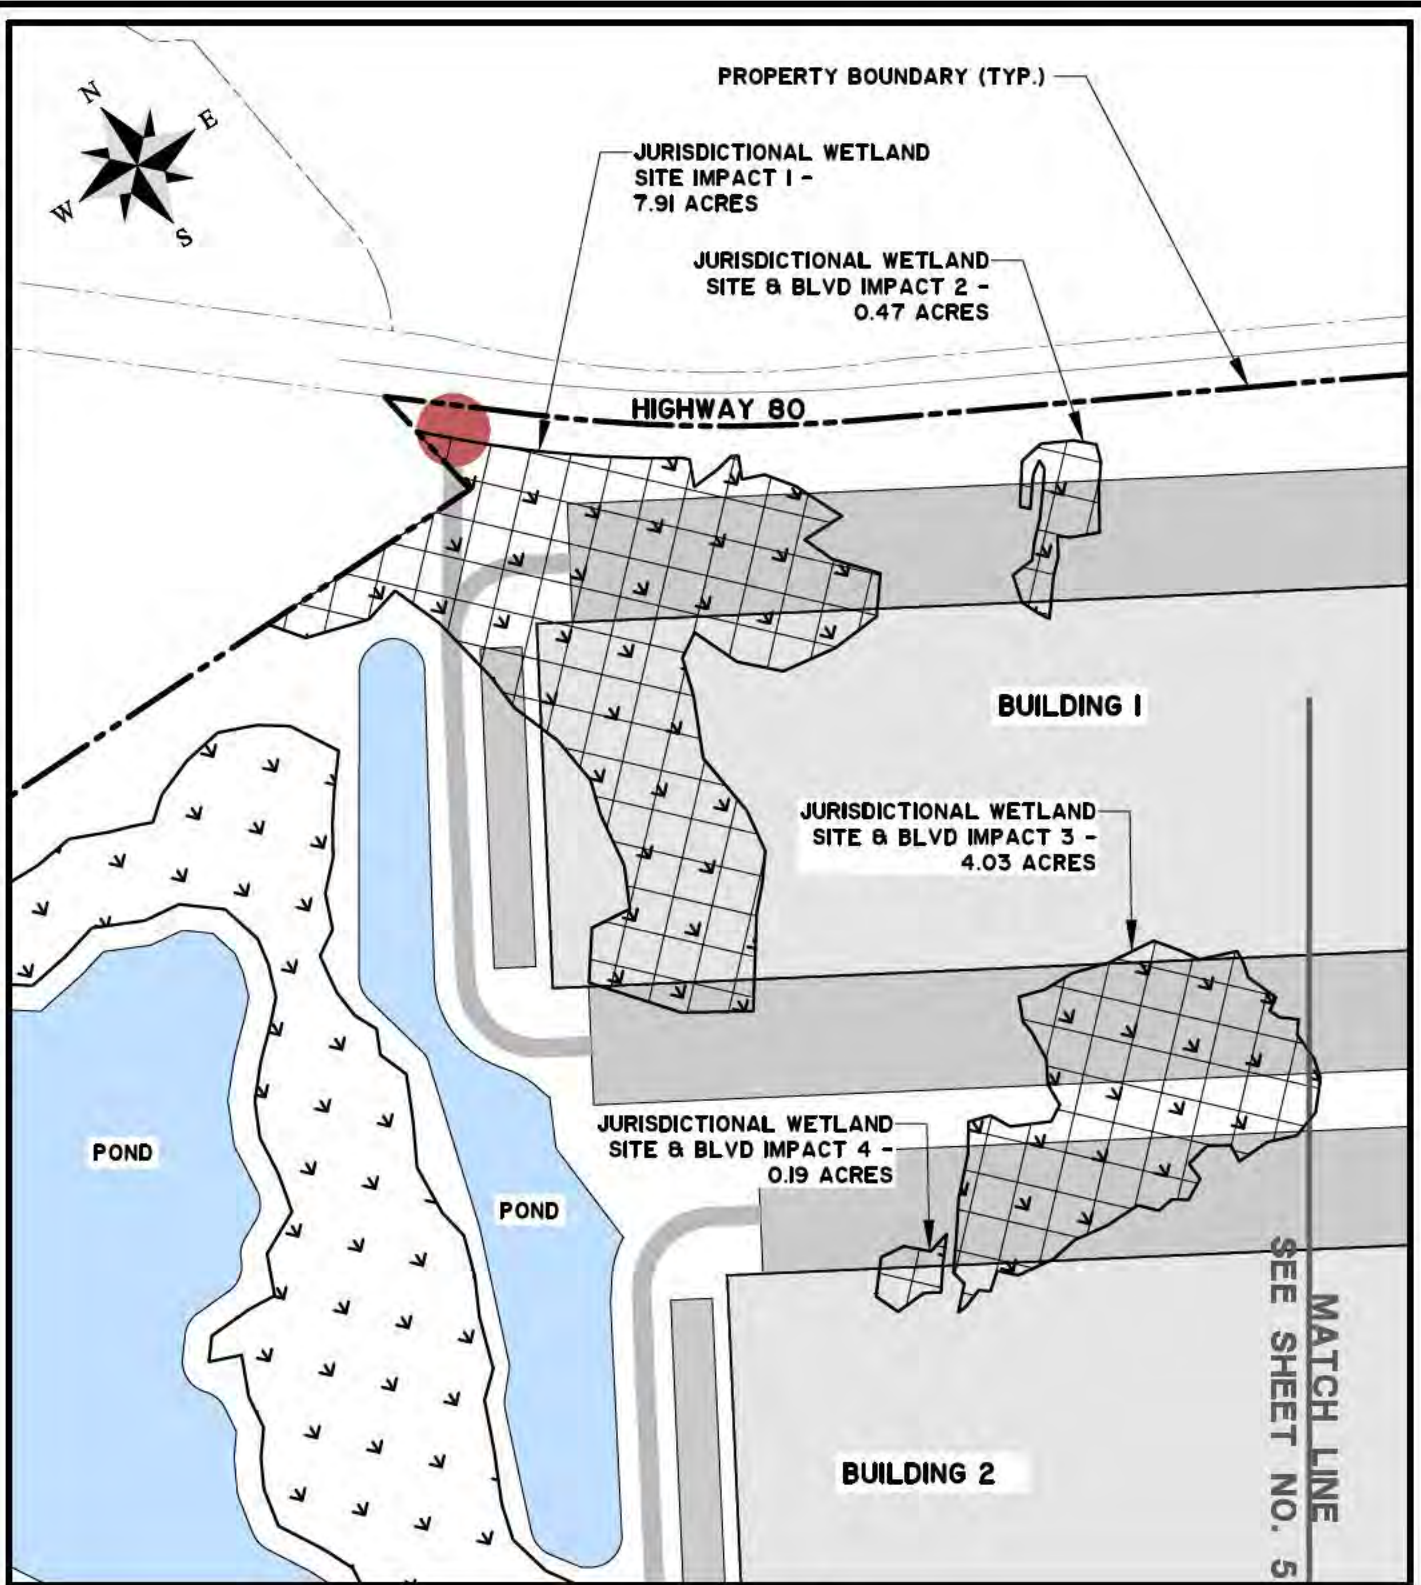 PROPERTY BOUNDARY (TYP.)
N
E
W
S
JURISDICTIONAL WETLAND
SITE IMPACT 1 -
7.91 ACRES
JURISDICTIONAL WETLAND
SITE & BLVD IMPACT 2 -
0.47 ACRES
HIGHWAY 80
BUILDING 1
JURISDICTIONAL WETLAND
SITE & BLVD IMPACT 3 -
4.03 ACRES
JURISDICTIONAL WETLAND
SITE & BLVD IMPACT 4 -
0.19 ACRES
POND
POND
BUILDING 2
MATCH LINE
SEE SHEET NO. 5